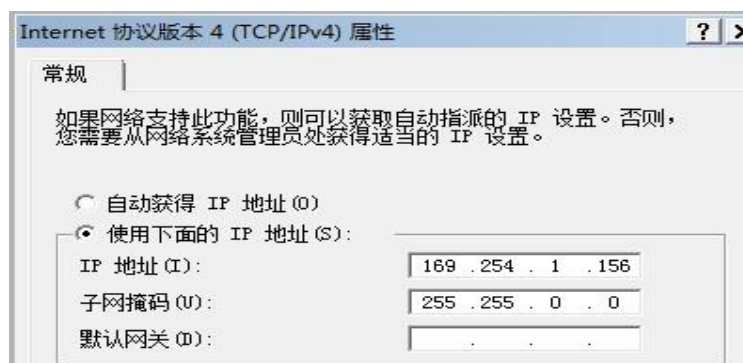 Internet 协议版本 4 (TCP/IPv4) 属性 ?
常规
如果网络支持此功能，则可以获取自动指派的 IP 设置。否则，
您需要从网络系统管理员处获得适当的 IP 设置。
自动获得 IP 地址(O)
使用下面的 IP 地址(S):
IP 地址(I): 169 .254 . 1 .156
子网掩码(U): 255 .255 . 0 . 0
默认网关(D): . . .